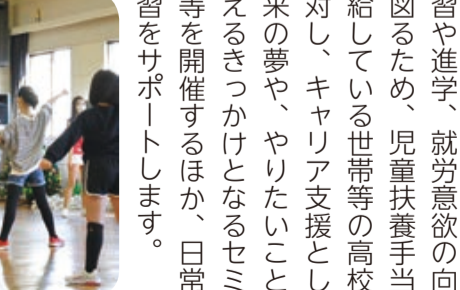 習や進学、就労意欲の向
図るため、児童扶養手当
給している世帯等の高校
対し、キャリア支援とし
来の夢や、やりたいこと
えるきっかけとなるセミ
等を開催するほか、日常
習をサポートします。